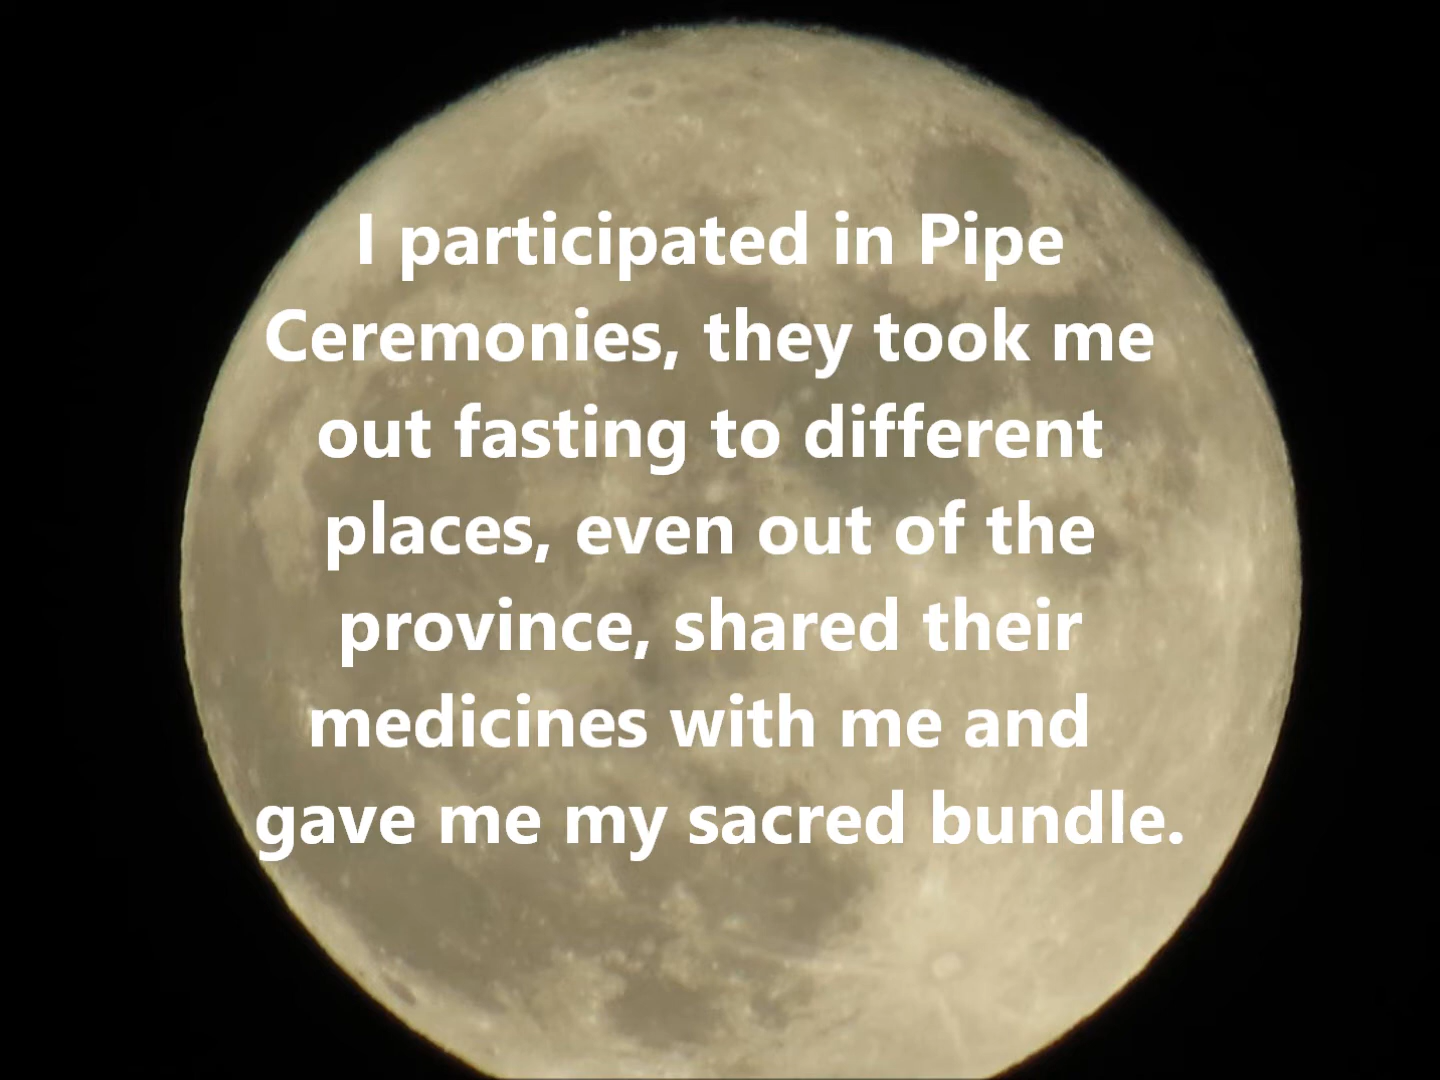 I participated in Pipe
Ceremonies, they took me
out fasting to different
places, even out of the
province, shared their
medicines with me and
gave me my sacred bundle.